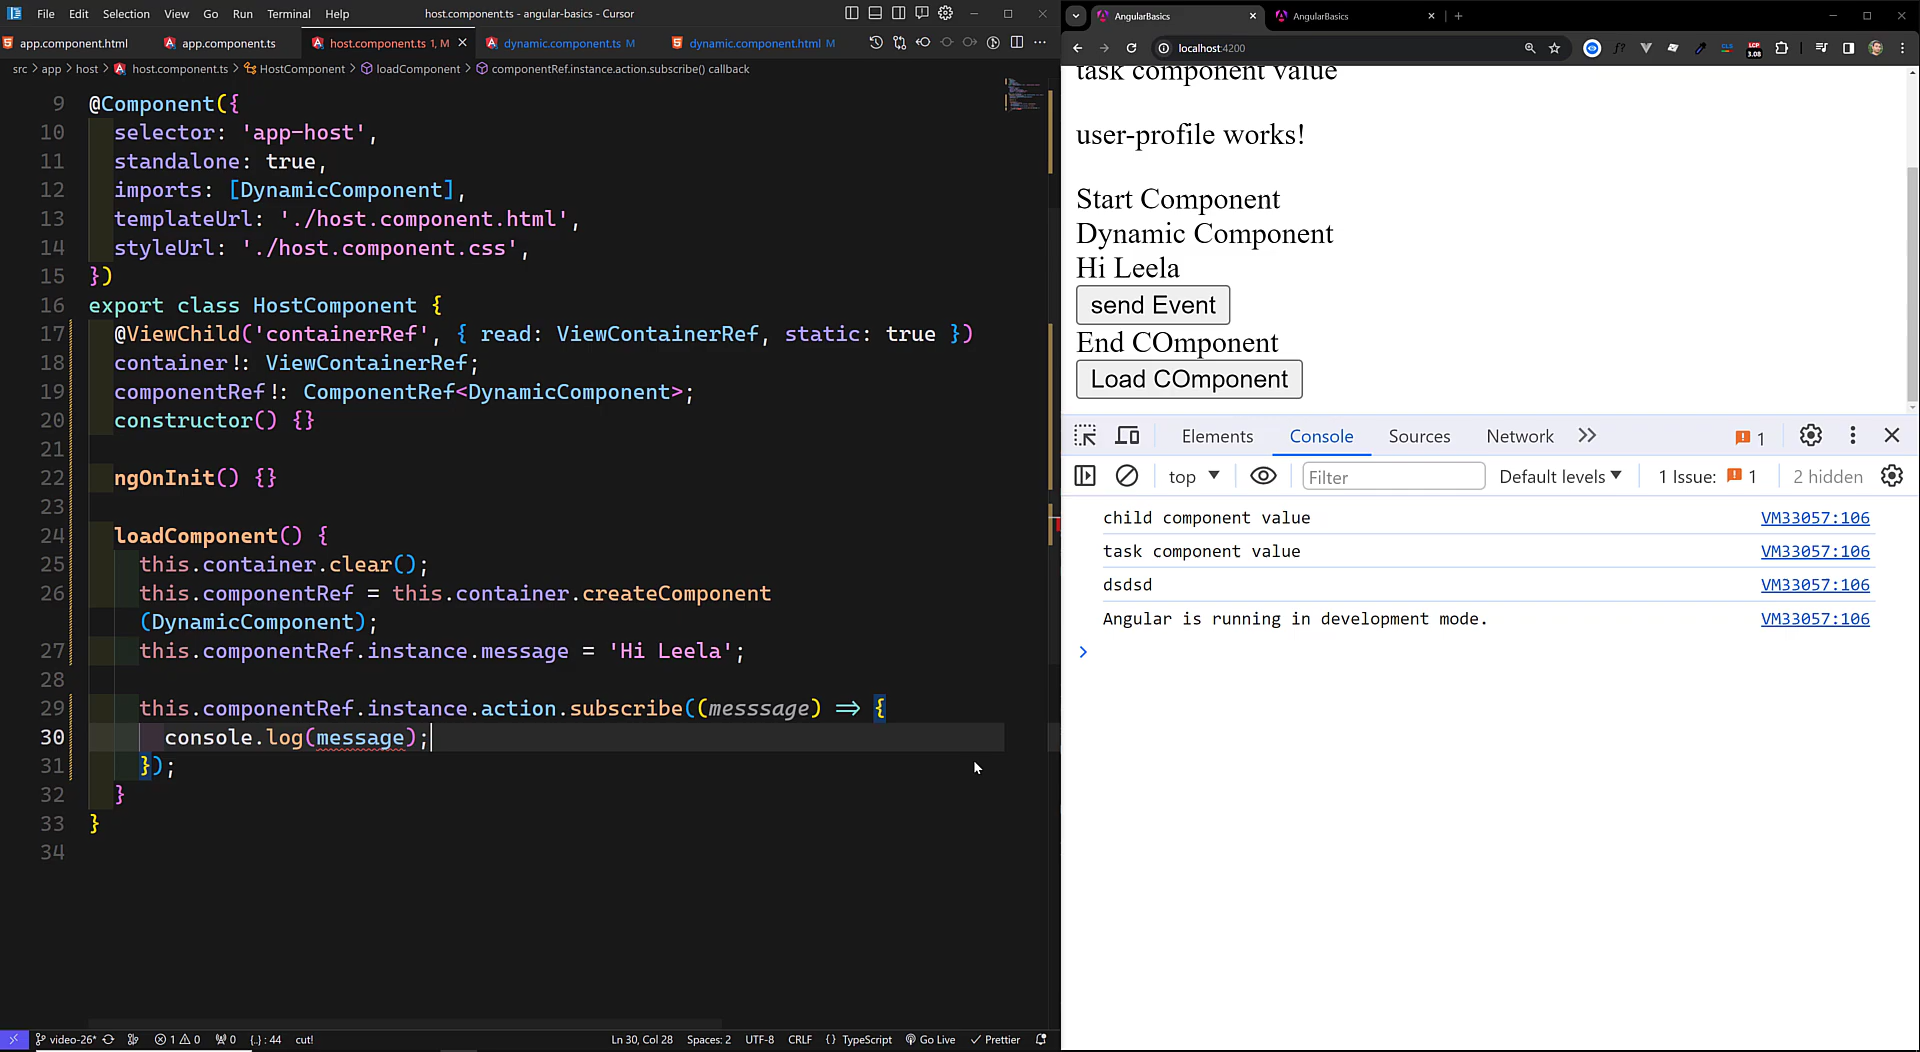 File Edit Selection View Go Run Terminal Help
host.component.ts - angular-basics - Cursor
app.component.html
app.component.ts
host.component.ts 1, M
dynamic.component.ts M
dynamic.component.html M
src > app > host > host.component.ts > HostComponent > loadComponent > componentRef.instance.action.subscribe() callback
9 @Component({
10 selector: 'app-host',
11 standalone: true,
12 imports: [DynamicComponent],
13 templateUrl: './host.component.html',
14 styleUrl: './host.component.css',
15 })
16 export class HostComponent {
17 @ViewChild('containerRef', { read: ViewContainerRef, static: true })
18 container!: ViewContainerRef;
19 componentRef!: ComponentRef<DynamicComponent>;
20 constructor() {}
21
22 ngOnInit() {}
23
24 loadComponent() {
25 this.container.clear();
26 this.componentRef = this.container.createComponent
(DynamicComponent);
27 this.componentRef.instance.message = 'Hi Leela';
28
29 this.componentRef.instance.action.subscribe((messsage) => {
30 console.log(message);
31 });
32 }
33 }
34
video-26* 1 0 0 {..} : 44 cut!
Ln 30, Col 28 Spaces: 2 UTF-8 CRLF {} TypeScript Go Live Prettier
AngularBasics
AngularBasics
localhost:4200
CLS
LCP
3.08
task component value
user-profile works!
Start Component
Dynamic Component
Hi Leela
send Event
End COmponent
Load COmponent
Elements Console Sources Network 1
top Filter Default levels 1 Issue: 1 2 hidden
child component value VM33057:106
task component value VM33057:106
dsdsd VM33057:106
Angular is running in development mode. VM33057:106